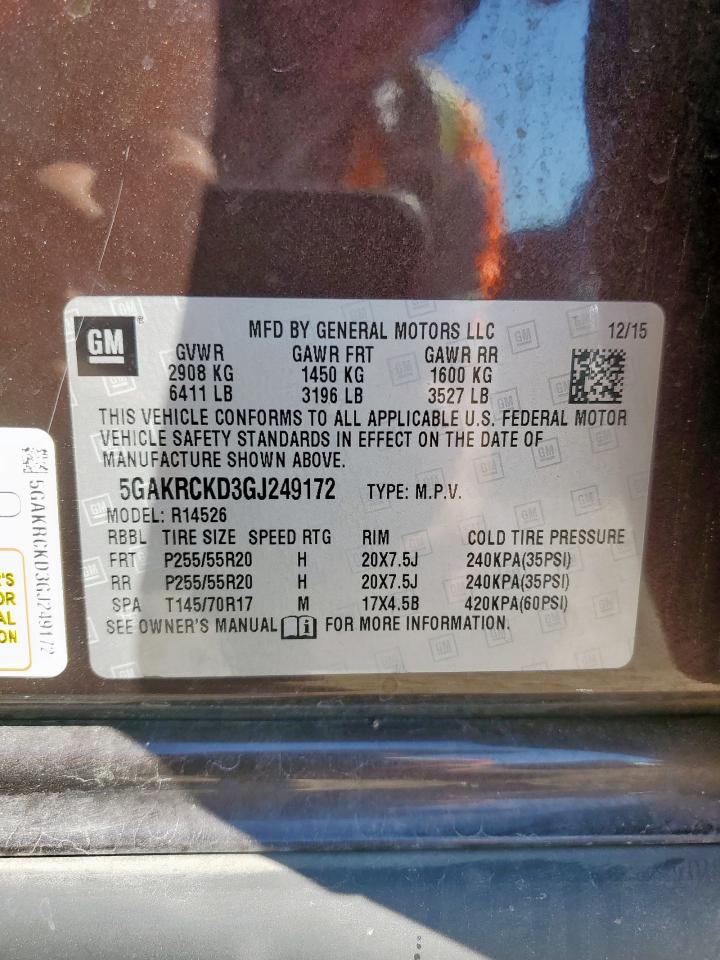 GM
MFD BY GENERAL MOTORS LLC 12/15
GVWR GAWR FRT GAWR RR
2908 KG 1450 KG 1600 KG
6411 LB 3196 LB 3527 LB
THIS VEHICLE CONFORMS TO ALL APPLICABLE U.S. FEDERAL MOTOR
VEHICLE SAFETY STANDARDS IN EFFECT ON THE DATE OF
MANUFACTURE SHOWN ABOVE.
5GAKRCKD3GJ249172 TYPE: M.P.V.
MODEL: R14526
RBBL TIRE SIZE SPEED RTG RIM COLD TIRE PRESSURE
FRT P255/55R20 H 20X7.5J 240KPA(35PSI)
RR P255/55R20 H 20X7.5J 240KPA(35PSI)
SPA T145/70R17 M 17X4.5B 420KPA(60PSI)
SEE OWNER'S MANUAL i FOR MORE INFORMATION.
5GAKRCKD3GJ249172
'S
OR
AL
ON